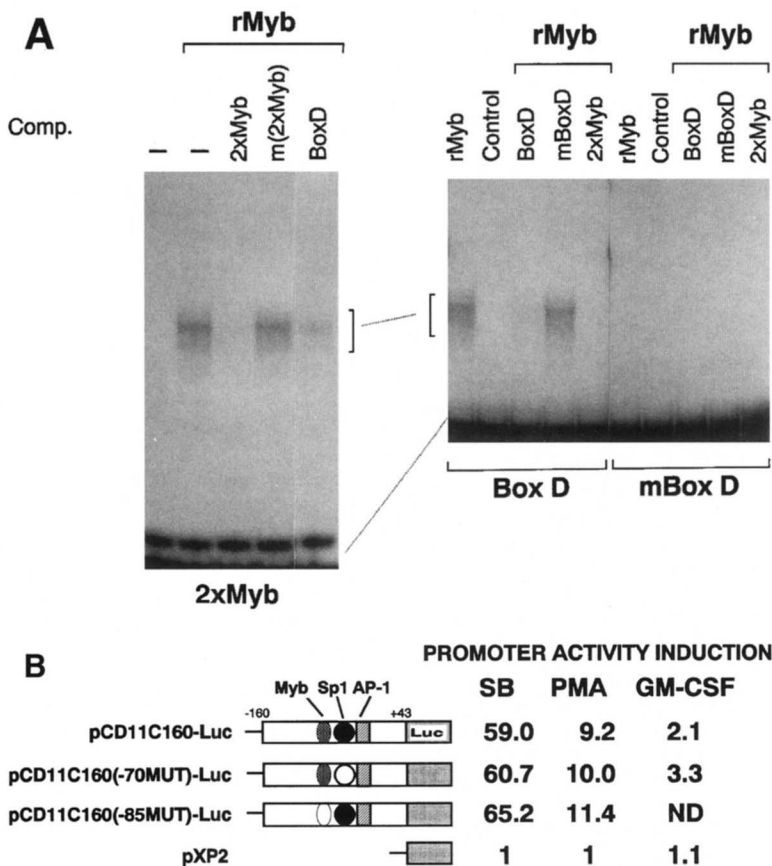 A
rMyb
rMyb
rMyb
Comp.
–
–
2xMyb
m(2xMyb)
BoxD
rMyb
Control
BoxD
mBoxD
2xMyb
rMyb
Control
BoxD
mBoxD
2xMyb
Box D
mBox D
2xMyb
B
PROMOTER ACTIVITY INDUCTION
Myb Sp1 AP-1
SB PMA GM-CSF
-160 +43
pCD11C160-Luc Luc 59.0 9.2 2.1
pCD11C160(-70MUT)-Luc 60.7 10.0 3.3
pCD11C160(-85MUT)-Luc 65.2 11.4 ND
pXP2 1 1 1.1